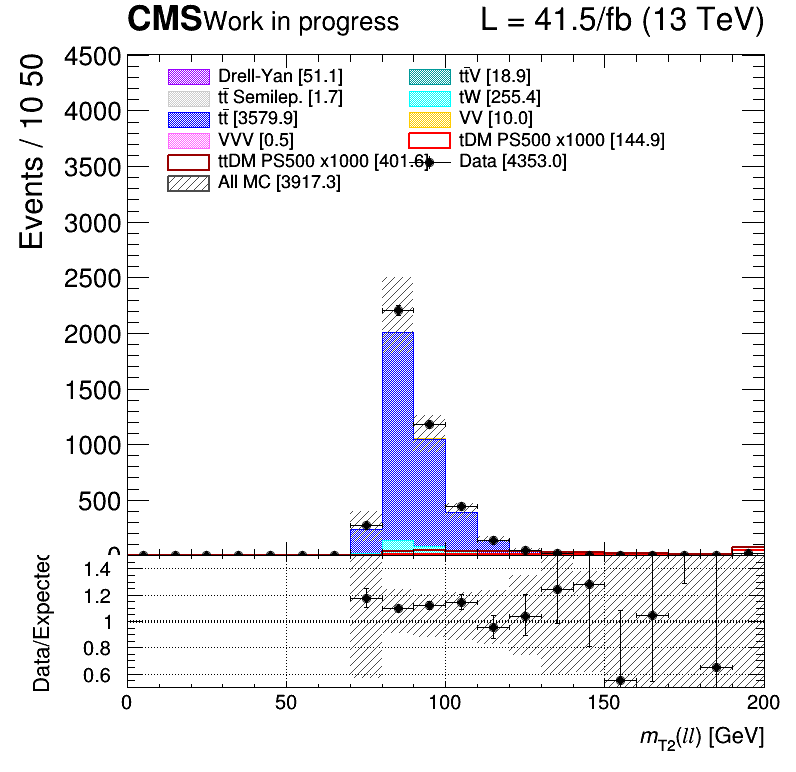 CMS Work in progress L = 41.5/fb (13 TeV)
Events / 10 50
4500
4000
3500
3000
2500
2000
1500
1000
500
0
Drell-Yan [51.1] tt̄V [18.9]
tt̄ Semilep. [1.7] tW [255.4]
tt̄ [3579.9] VV [10.0]
VVV [0.5] tDM PS500 x1000 [144.9]
ttDM PS500 x1000 [401.6] Data [4353.0]
All MC [3917.3]
Data/Expected
1.4
1.2
1
0.8
0.6
0 50 100 150 200
m_T2(ll) [GeV]